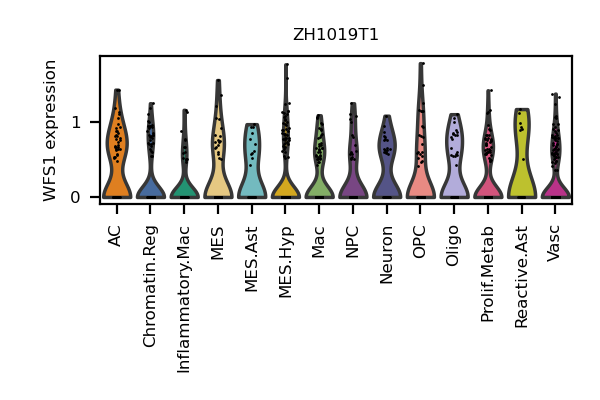 ZH1019T1
WFS1 expression
1
0
AC
Chromatin.Reg
Inflammatory.Mac
MES
MES.Ast
MES.Hyp
Mac
NPC
Neuron
OPC
Oligo
Prolif.Metab
Reactive.Ast
Vasc